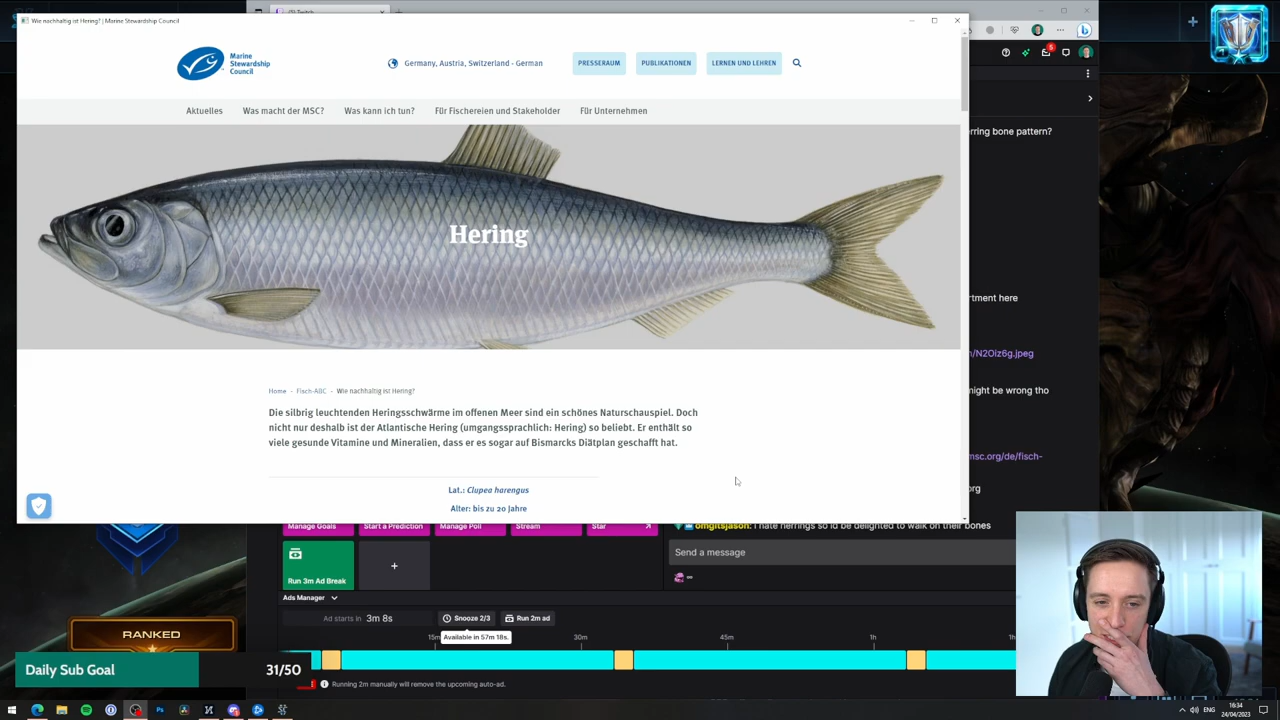 (5) Twitch
Wie nachhaltig ist Hering? | Marine Stewardship Council
Marine
Stewardship
Council
Germany, Austria, Switzerland - German
PRESSERAUM
PUBLIKATIONEN
LERNEN UND LEHREN
5
Aktuelles
Was macht der MSC?
Was kann ich tun?
Für Fischereien und Stakeholder
Für Unternehmen
bone pattern?
Hering
here
/N2Oiz6g.jpeg
might be wrong tho
Home - Fisch-ABC - Wie nachhaltig ist Hering?
Die silbrig leuchtenden Heringsschwärme im offenen Meer sind ein schönes Naturschauspiel. Doch
nicht nur deshalb ist der Atlantische Hering (umgangssprachlich: Hering) so beliebt. Er enthält so
viele gesunde Vitamine und Mineralien, dass er es sogar auf Bismarcks Diätplan geschafft hat.
msc.org/de/fisch-
Lat.: Clupea harengus
Alter: bis zu 20 Jahre
Manage Goals
Start a Prediction
Manage Poll
Stream
Star
omgitsjason: I hate herrings so id be delighted to walk on their bones
Send a message
Run 3m Ad Break
Ads Manager
Ad starts in 3m 8s
Snooze 2/3
Run 2m ad
Available in 57m 18s.
15m
30m
45m
1h
RANKED
Daily Sub Goal
31/50
Running 2m manually will remove the upcoming auto-ad.
ENG
16:34
24/04/2023